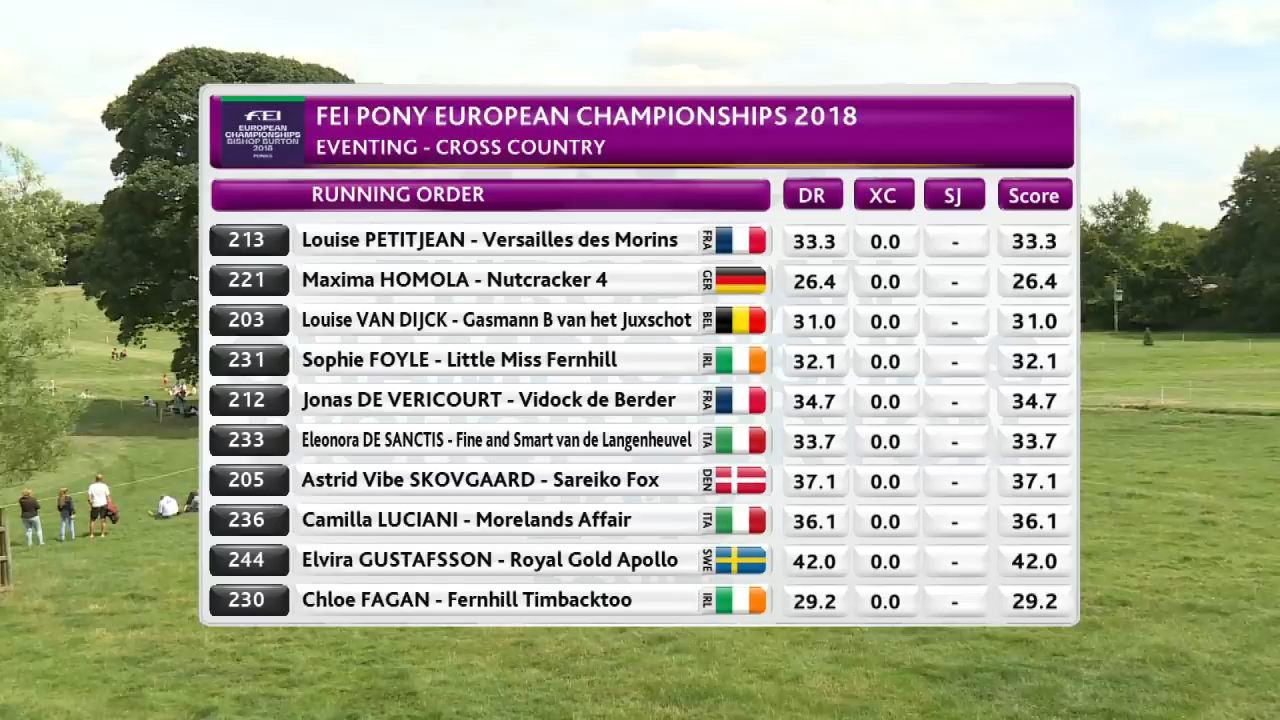 FEI
EUROPEAN
CHAMPIONSHIPS
BISHOP BURTON
2018
PONIES
FEI PONY EUROPEAN CHAMPIONSHIPS 2018
EVENTING - CROSS COUNTRY
RUNNING ORDER DR XC SJ Score
213 Louise PETITJEAN - Versailles des Morins FRA 33.3 0.0 - 33.3
221 Maxima HOMOLA - Nutcracker 4 GER 26.4 0.0 - 26.4
203 Louise VAN DIJCK - Gasmann B van het Juxschot BEL 31.0 0.0 - 31.0
231 Sophie FOYLE - Little Miss Fernhill IRL 32.1 0.0 - 32.1
212 Jonas DE VERICOURT - Vidock de Berder FRA 34.7 0.0 - 34.7
233 Eleonora DE SANCTIS - Fine and Smart van de Langenheuvel ITA 33.7 0.0 - 33.7
205 Astrid Vibe SKOVGAARD - Sareiko Fox DEN 37.1 0.0 - 37.1
236 Camilla LUCIANI - Morelands Affair ITA 36.1 0.0 - 36.1
244 Elvira GUSTAFSSON - Royal Gold Apollo SWE 42.0 0.0 - 42.0
230 Chloe FAGAN - Fernhill Timbacktoo IRL 29.2 0.0 - 29.2